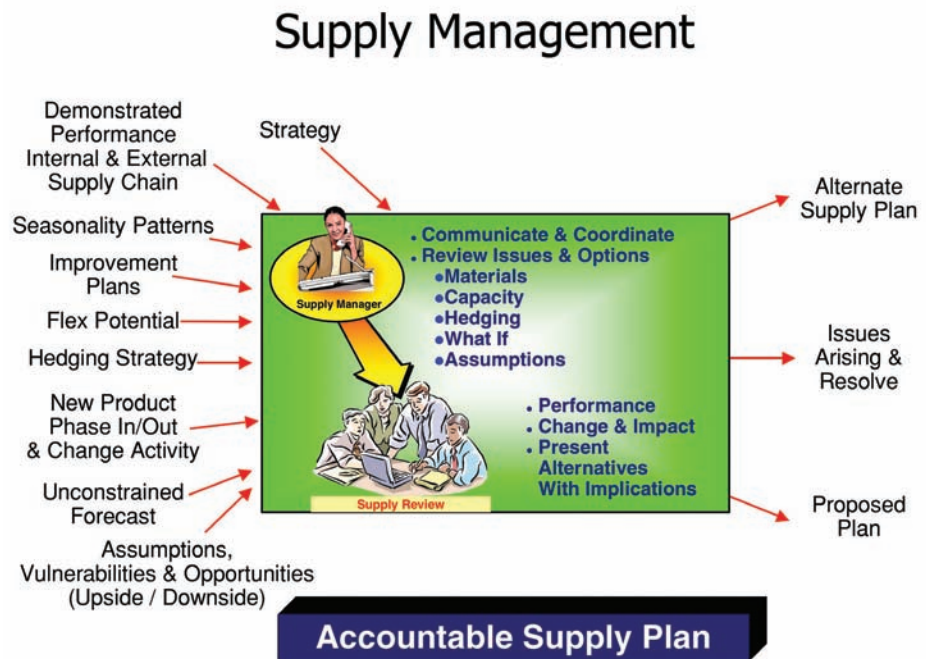 Supply Management
Demonstrated
Performance
Internal & External
Supply Chain
Strategy
Seasonality Patterns
Improvement
Plans
Flex Potential
Hedging Strategy
New Product
Phase In/Out
& Change Activity
Unconstrained
Forecast
Assumptions,
Vulnerabilities & Opportunities
(Upside / Downside)
Supply Manager
• Communicate & Coordinate
• Review Issues & Options
•Materials
•Capacity
•Hedging
•What If
•Assumptions
• Performance
• Change & Impact
• Present
Alternatives
With Implications
Supply Review
Alternate
Supply Plan
Issues
Arising &
Resolve
Proposed
Plan
Accountable Supply Plan